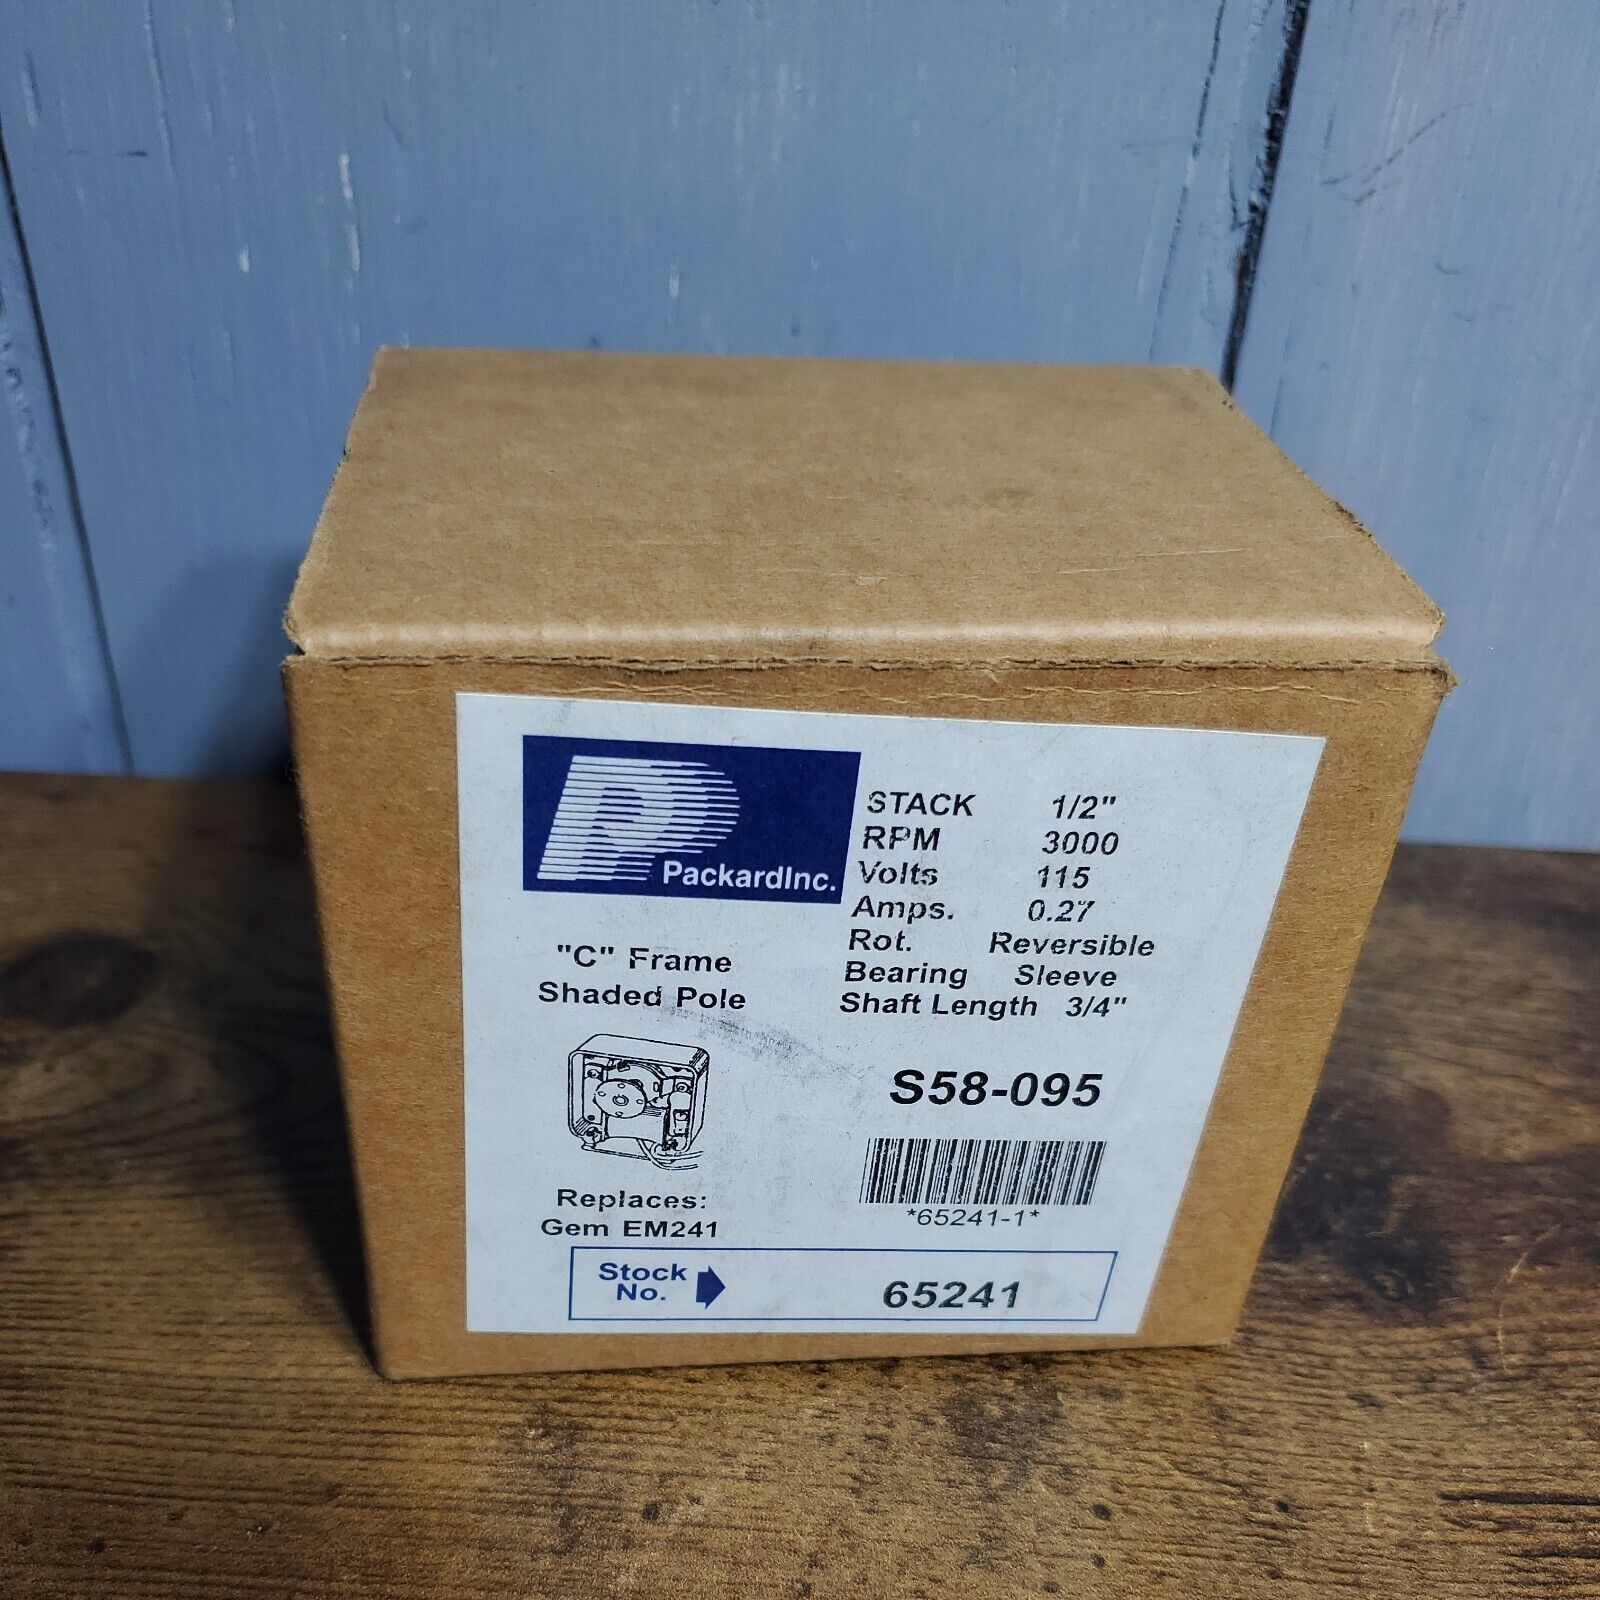 PackardInc.
"C" Frame
Shaded Pole
Replaces:
Gem EM241
STACK 1/2"
RPM 3000
Volts 115
Amps. 0.27
Rot. Reversible
Bearing Sleeve
Shaft Length 3/4"
S58-095
*65241-1*
Stock
No.
65241